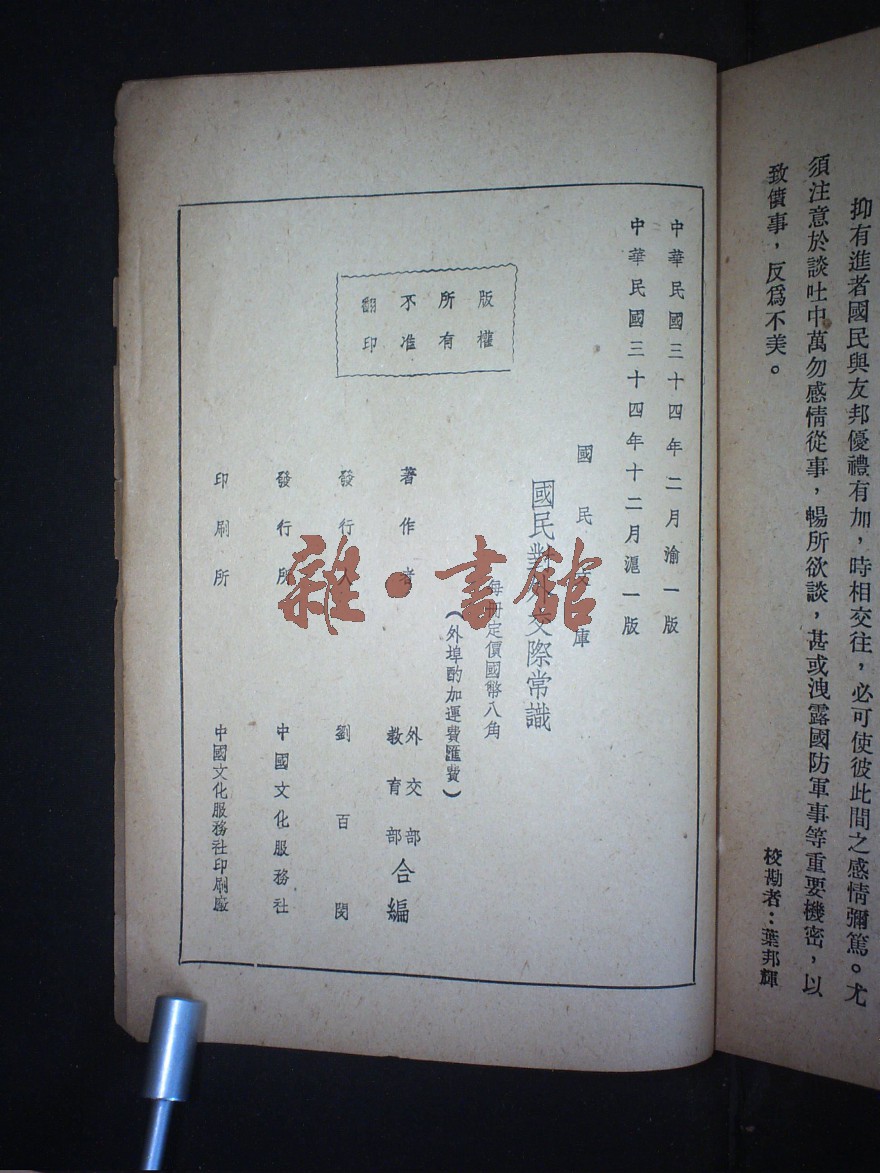 抑有進者國民與友邦優禮有加，時相交往，必可使彼此間之感情彌篤。尤
須注意於談吐中萬勿感情從事，暢所欲談，甚或洩露國防軍事等重要機密，以
致僨事，反爲不美。
校勘者：葉邦輝
中華民國三十四年二月渝一版
中華民國三十四年十二月滬一版
國民文庫
國民對外交際常識
每冊定價國幣八角
（外埠酌加運費匯費）
版權
所有
不准
翻印
著作者 外交部 教育部 合編
發行人 劉百閔
發行所 中國文化服務社
印刷所 中國文化服務社印刷廠
雜·書館